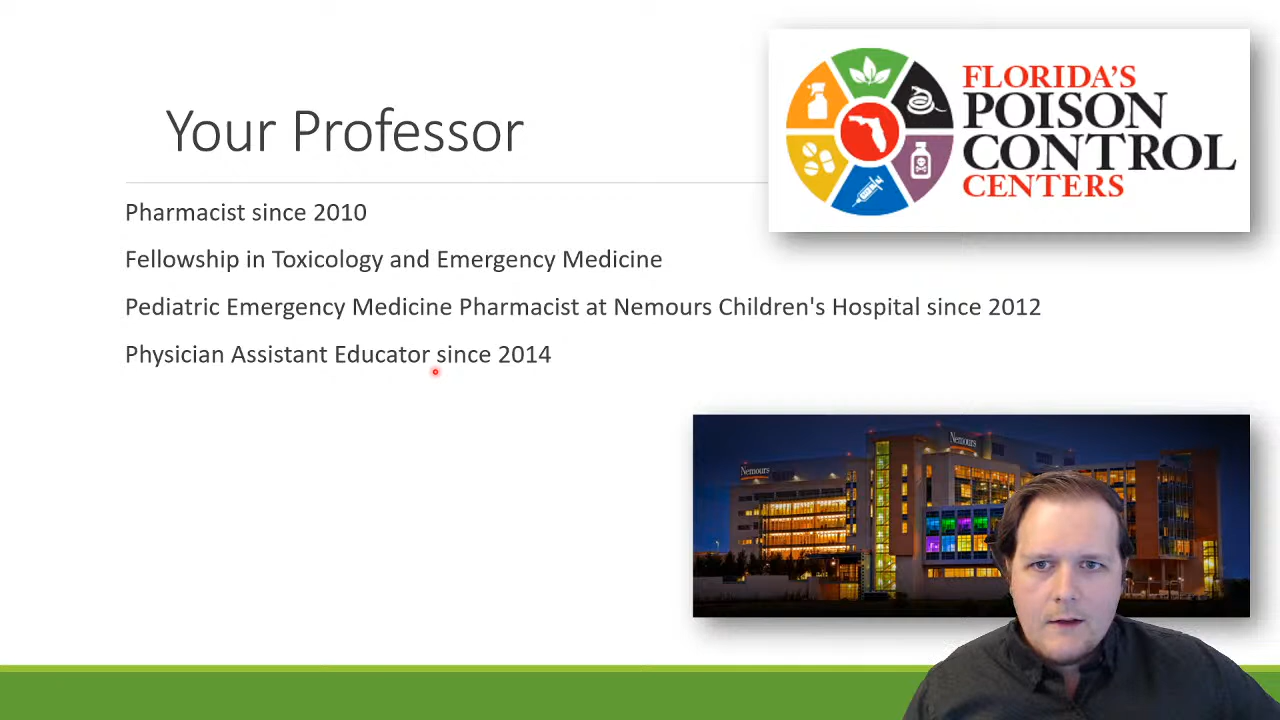 Your Professor
FLORIDA'S
POISON
CONTROL
CENTERS
Pharmacist since 2010
Fellowship in Toxicology and Emergency Medicine
Pediatric Emergency Medicine Pharmacist at Nemours Children's Hospital since 2012
Physician Assistant Educator since 2014
Nemours
Nemours